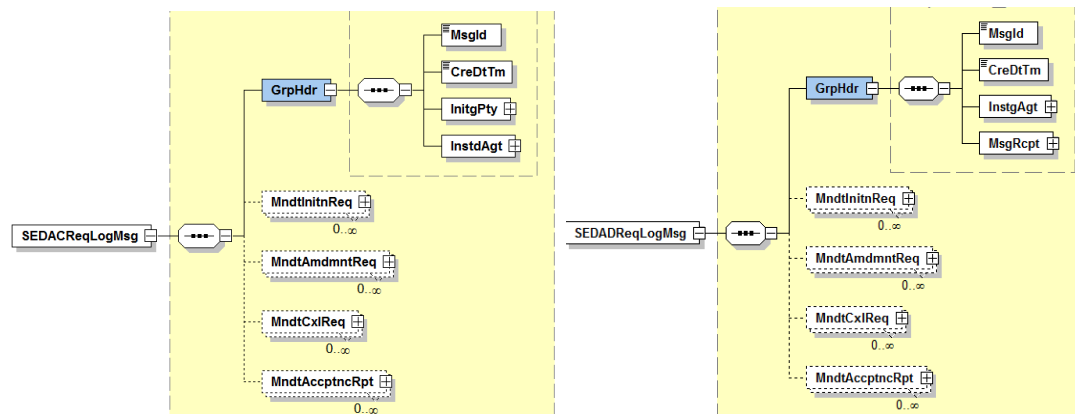 MsgId
CreDtTm
GrpHdr
InitgPty
InstdAgt
MndtInitnReq
0..∞
SEDACReqLogMsg
MndtAmdmntReq
0..∞
MndtCxlReq
0..∞
MndtAccptncRpt
0..∞
MsgId
CreDtTm
GrpHdr
InstgAgt
MsgRcpt
MndtInitnReq
0..∞
SEDADReqLogMsg
MndtAmdmntReq
0..∞
MndtCxlReq
0..∞
MndtAccptncRpt
0..∞